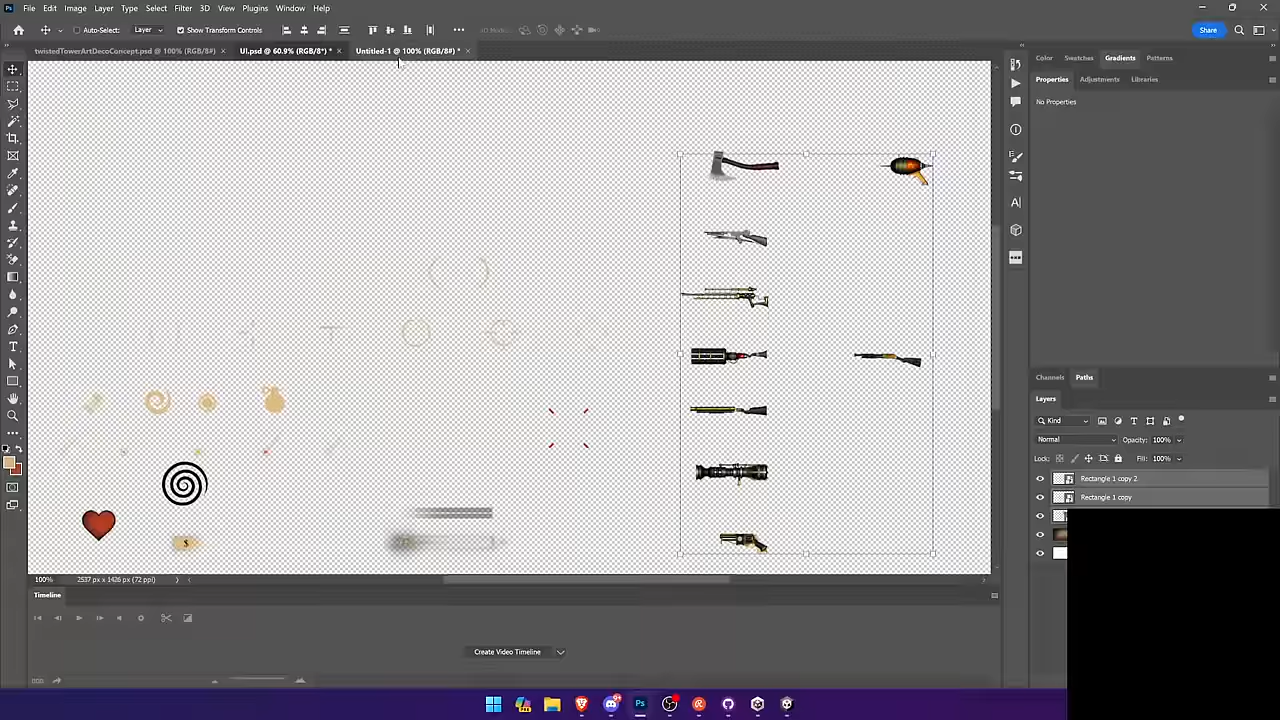 Ps File Edit Image Layer Type Select Filter 3D View Plugins Window Help
Auto-Select: Layer Show Transform Controls Share
twistedTowerArtDecoConcept.psd @ 100% (RGB/8#) × UI.psd @ 60.9% (RGB/8*) * × Untitled-1 @ 100% (RGB/8#) * ×
Color Swatches Gradients Patterns
Properties Adjustments Libraries
No Properties
Channels Paths
Layers
Kind
Normal Opacity: 100%
Lock: Fill: 100%
Rectangle 1 copy 2
Rectangle 1 copy
$
100% 2537 px x 1426 px (72 ppi)
Timeline
Create Video Timeline